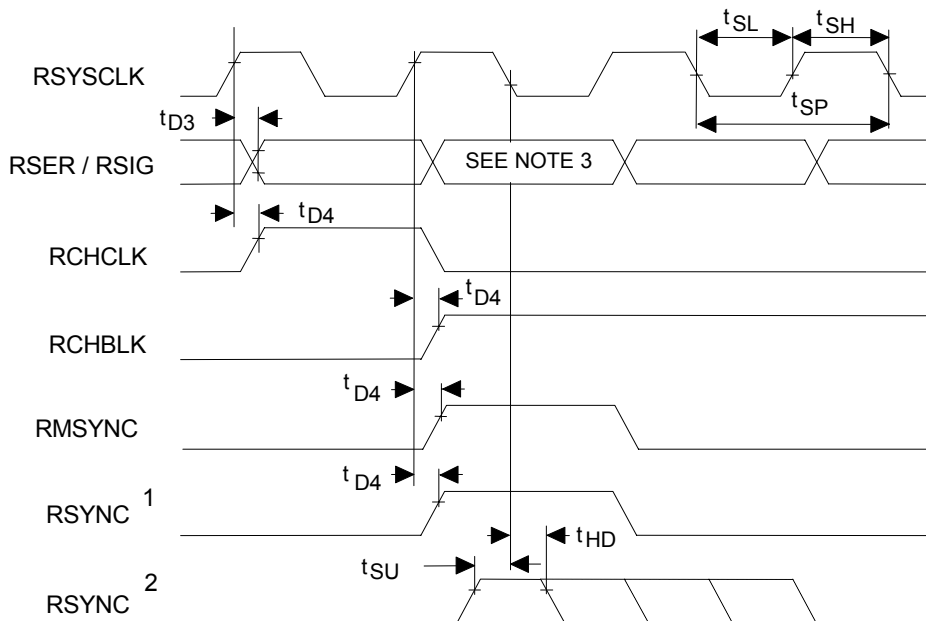 tSL tSH
RSYSCLK
tSP
tD3
RSER / RSIG SEE NOTE 3
tD4
RCHCLK
tD4
RCHBLK
tD4
RMSYNC
tD4
RSYNC 1
tHD
tSU
RSYNC 2